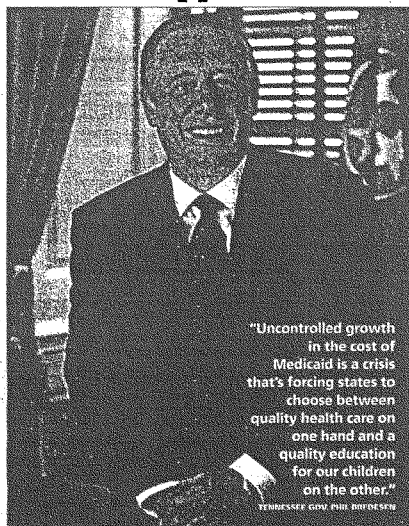 "Uncontrolled growth
in the cost of
Medicaid is a crisis
that's forcing states to
choose between
quality health care on
one hand and a
quality education
for our children
on the other."
TENNESSEE GOV. PHIL BREDESEN